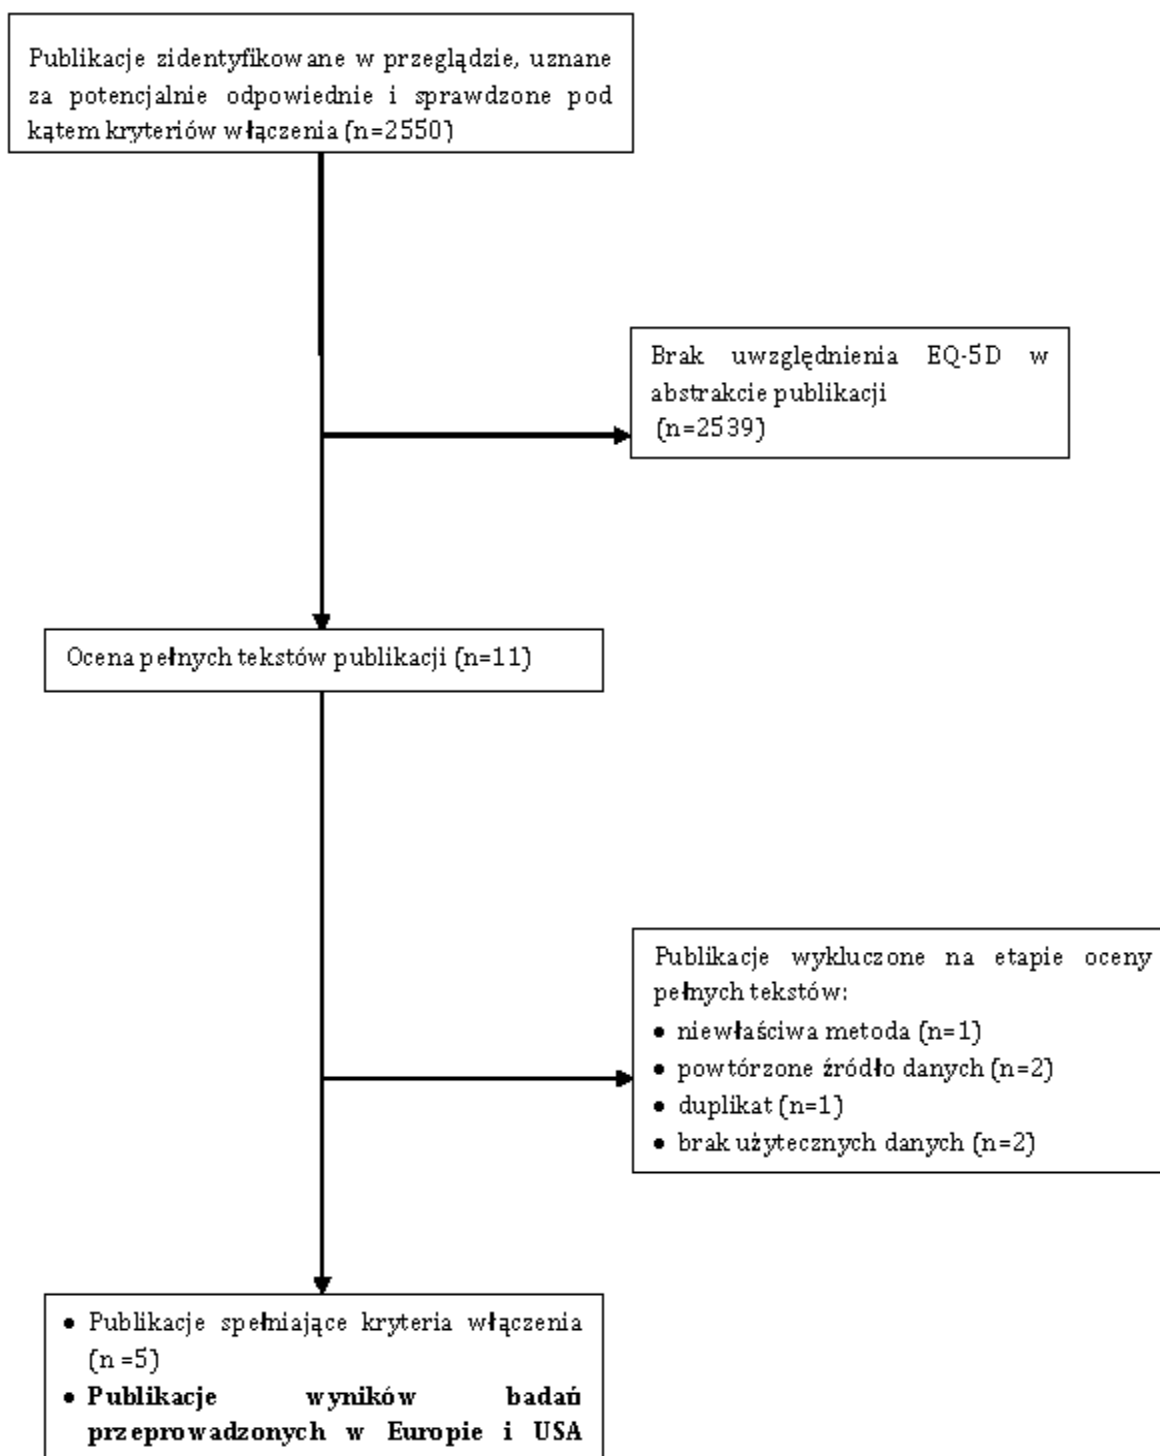 Publikacje zidentyfikowane w przeglądzie, uznane
za potencjalnie odpowiednie i sprawdzone pod
kątem kryteriów włączenia (n=2550)
Brak uwzględnienia EQ-5D w
abstrakcie publikacji
(n=2539)
Ocena pełnych tekstów publikacji (n=11)
Publikacje wykluczone na etapie oceny
pełnych tekstów:
• niewłaściwa metoda (n=1)
• powtórzone źródło danych (n=2)
• duplikat (n=1)
• brak użytecznych danych (n=2)
• Publikacje spełniające kryteria włączenia
(n =5)
• Publikacje wyników badań
przeprowadzonych w Europie i USA